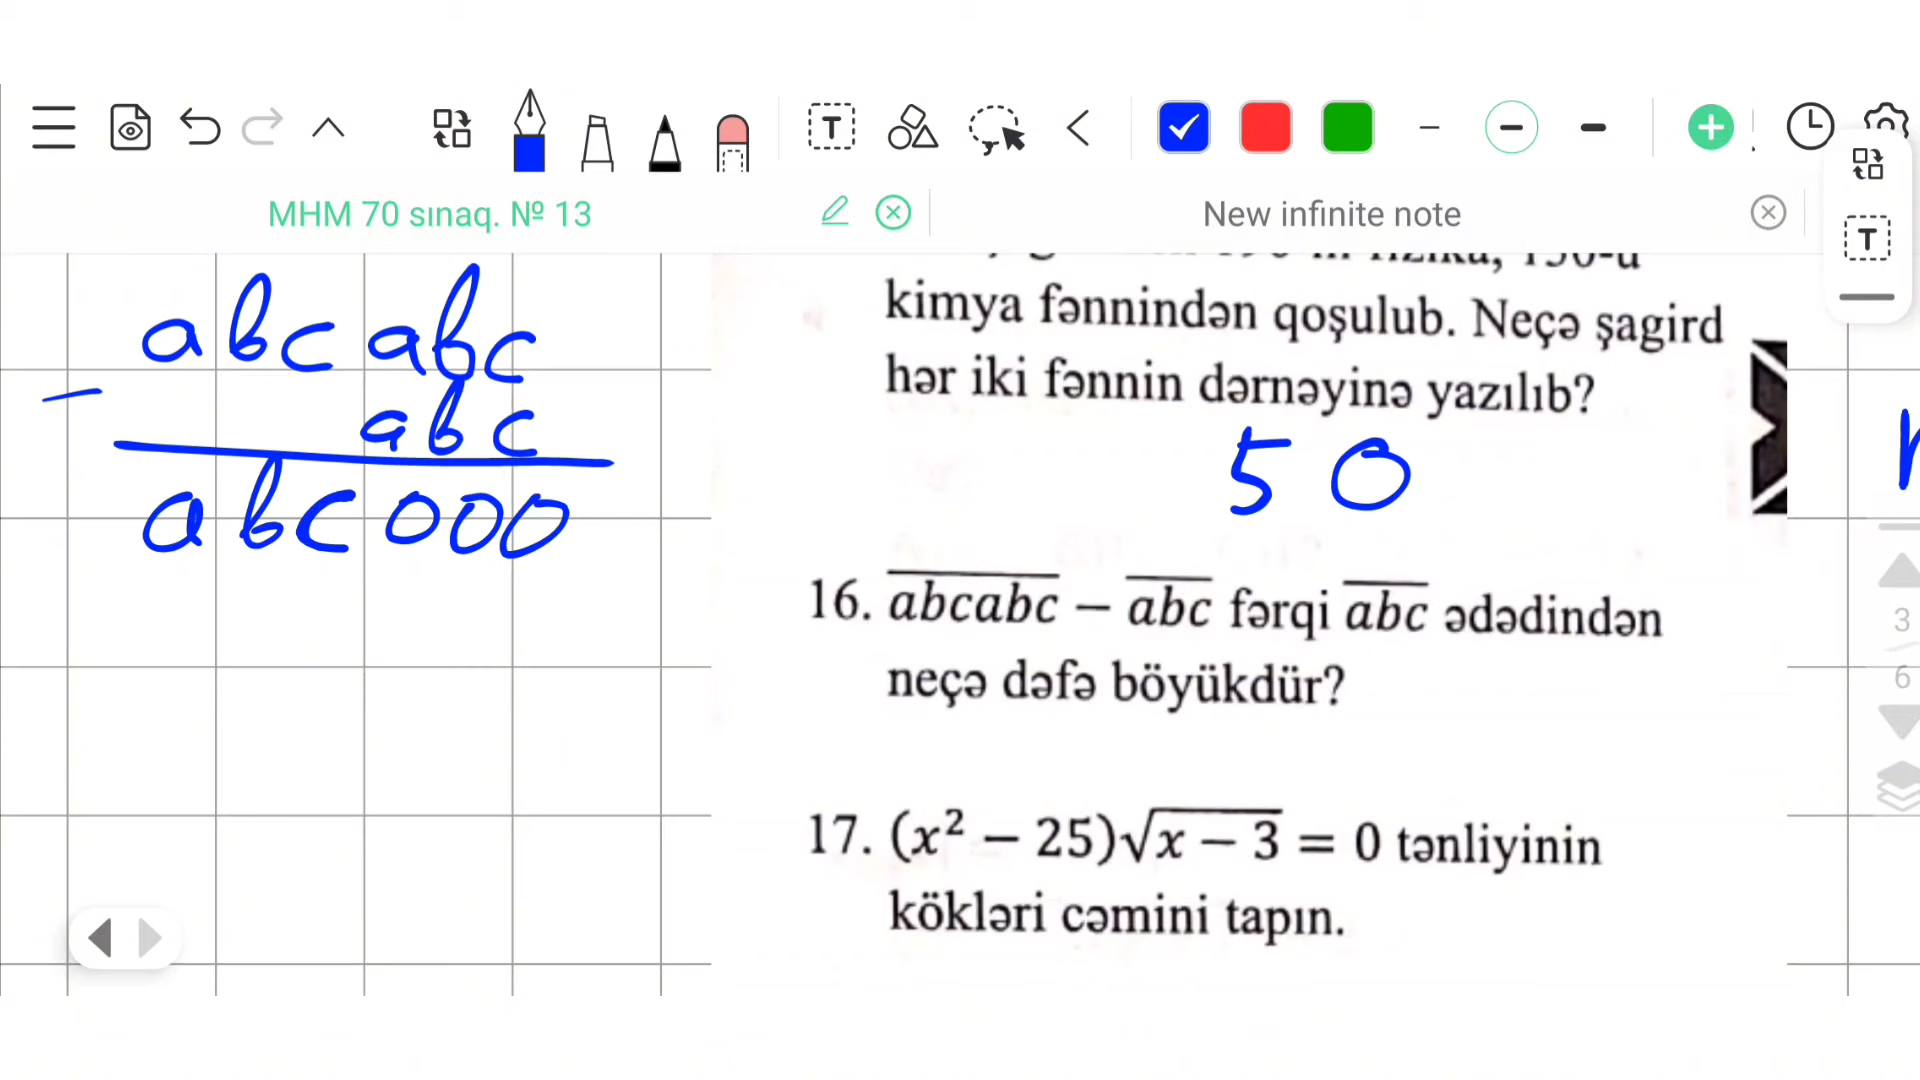 T
MHM 70 sınaq. № 13
New infinite note
T
abcabc
−
abc
abc000
kimya fənnindən qoşulub. Neçə şagird
hər iki fənnin dərnəyinə yazılıb?
50
16. abcabc − abc fərqi abc ədədindən
neçə dəfə böyükdür?
17. (x² − 25)√x − 3 = 0 tənliyinin
kökləri cəmini tapın.
3
6